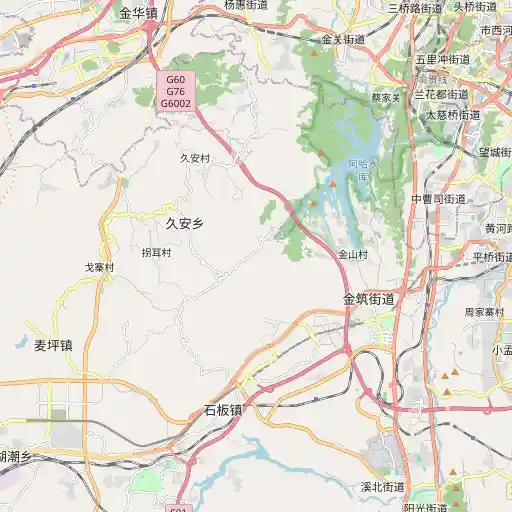 杨惠街道
三桥路街道
头桥街道
金华镇
市西河
金关街道
五里冲街道
G60
G76
G6002
蔡家关
兰花都街道
太慈桥街道
久安村
阿哈水
库
望城街
中曹司街道
久安乡
黄河路
拐耳村
金山村
平桥街道
戈寨村
金筑街道
周家寨村
麦坪镇
小孟
石板镇
湖潮乡
溪北街道
阳光街道
S01